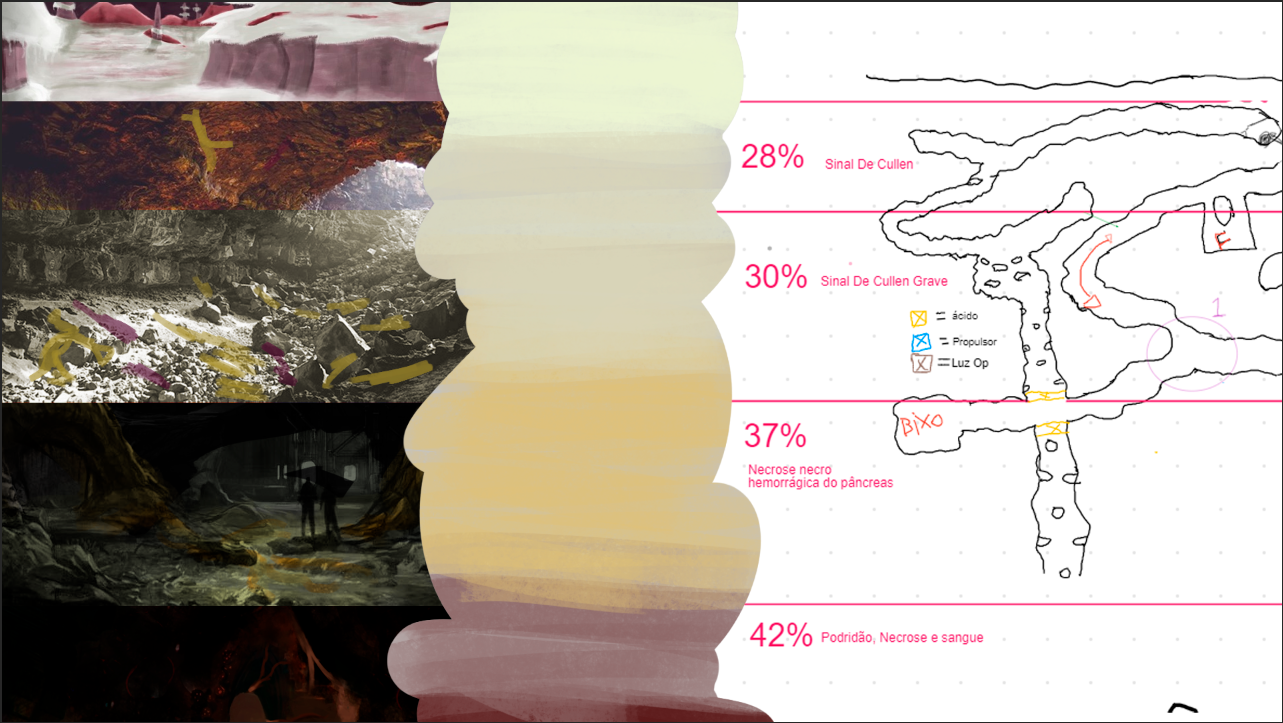 28%
Sinal De Cullen
30%
Sinal De Cullen Grave
= ácido
= Propulsor
= Luz Op
1
BiXO
37%
Necrose necro
hemorrágica do pâncreas
42%
Podridão, Necrose e sangue